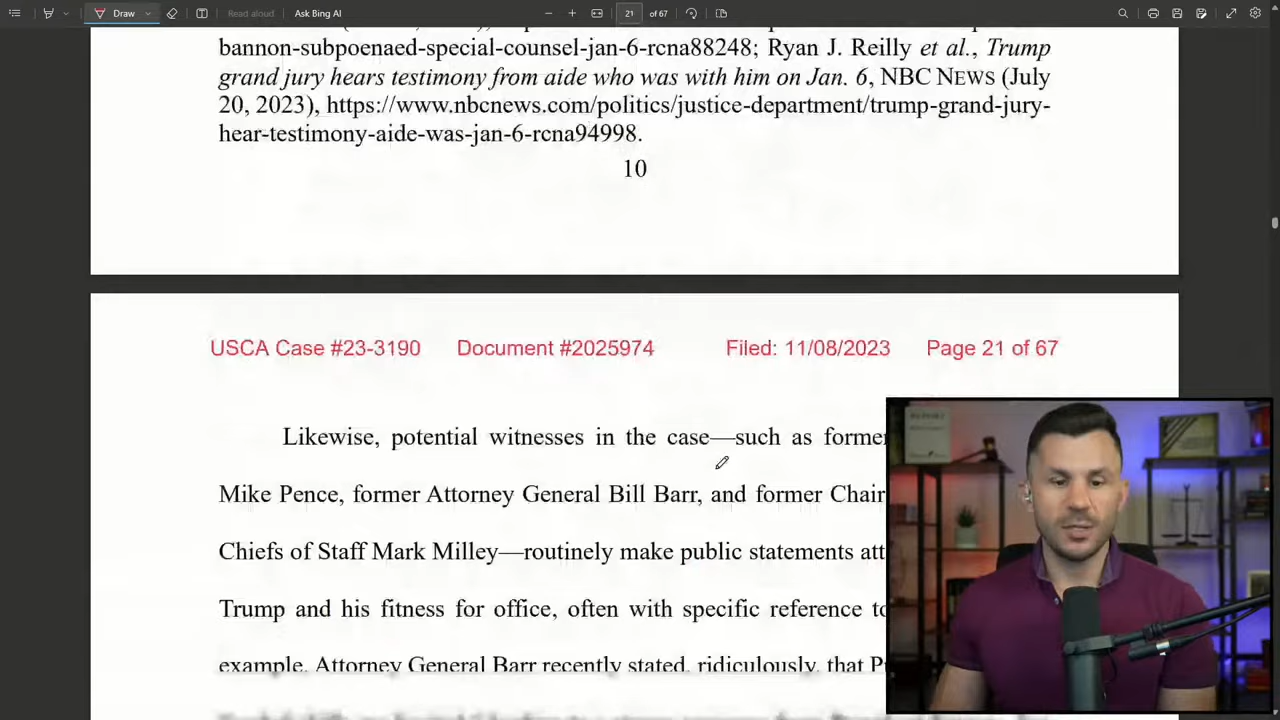 Draw
Read aloud
Ask Bing AI
21 of 67
bannon-subpoenaed-special-counsel-jan-6-rcna88248; Ryan J. Reilly et al., Trump
grand jury hears testimony from aide who was with him on Jan. 6, NBC NEWS (July
20, 2023), https://www.nbcnews.com/politics/justice-department/trump-grand-jury-
hear-testimony-aide-was-jan-6-rcna94998.
10
USCA Case #23-3190 Document #2025974 Filed: 11/08/2023 Page 21 of 67
Likewise, potential witnesses in the case—such as former
Mike Pence, former Attorney General Bill Barr, and former Chair
Chiefs of Staff Mark Milley—routinely make public statements att
Trump and his fitness for office, often with specific reference to
example, Attorney General Barr recently stated, ridiculously, that